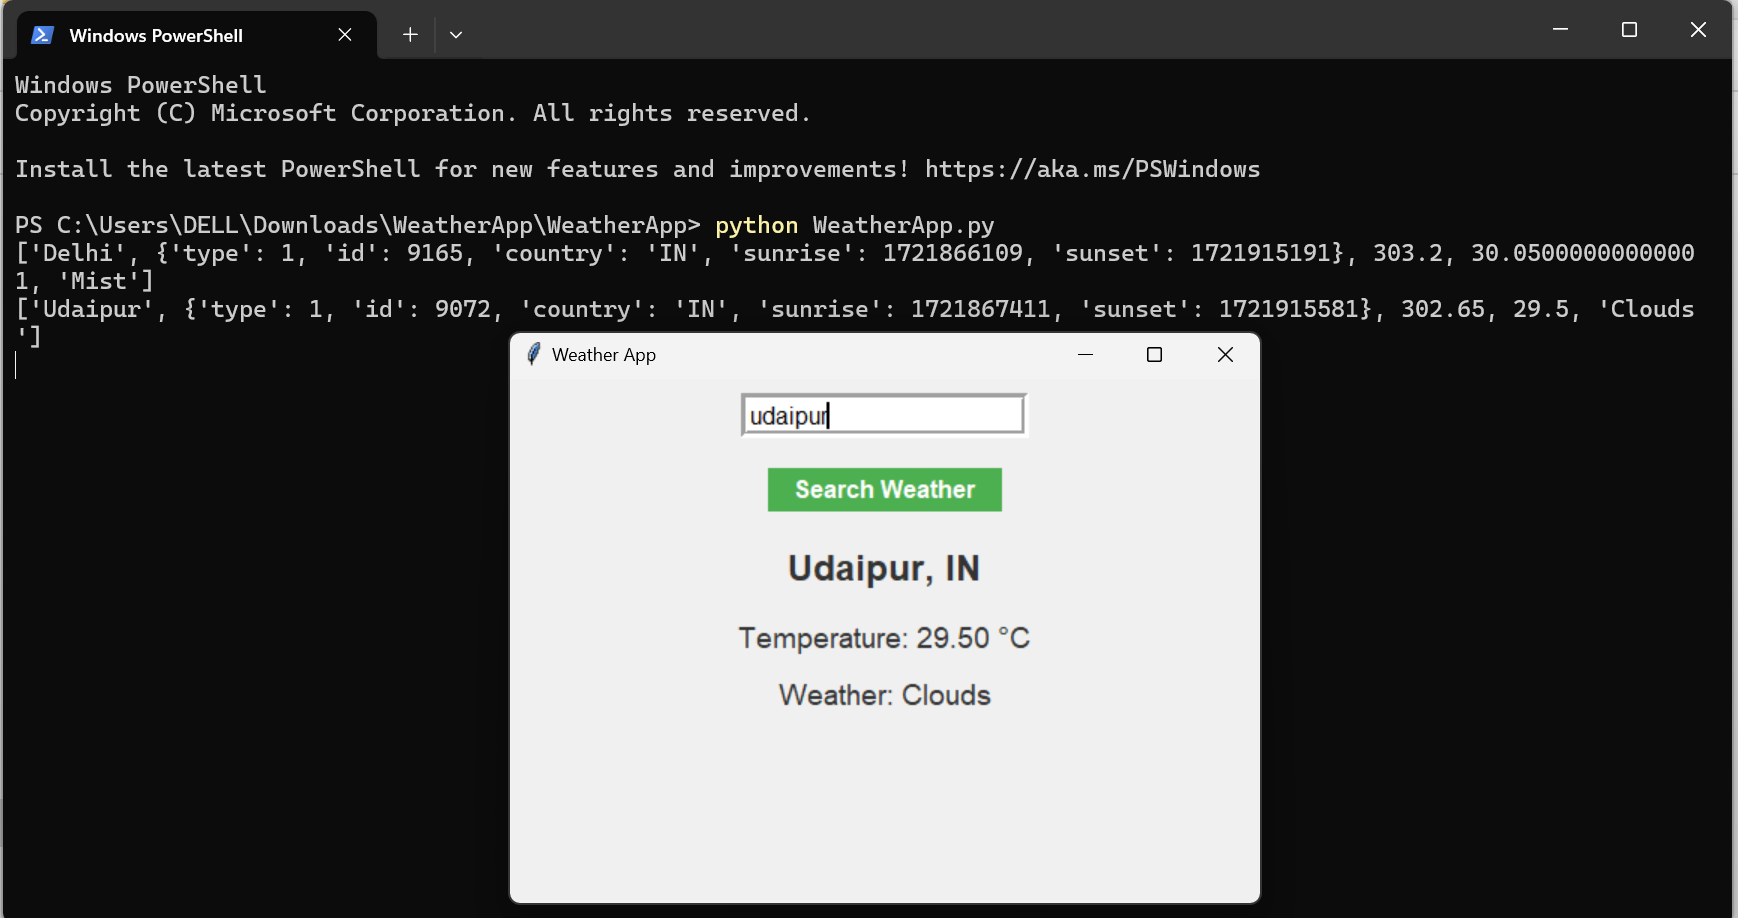 Windows PowerShell
Windows PowerShell
Copyright (C) Microsoft Corporation. All rights reserved.
Install the latest PowerShell for new features and improvements! https://aka.ms/PSWindows
PS C:\Users\DELL\Downloads\WeatherApp\WeatherApp> python WeatherApp.py
['Delhi', {'type': 1, 'id': 9165, 'country': 'IN', 'sunrise': 1721866109, 'sunset': 1721915191}, 303.2, 30.0500000000000
1, 'Mist']
['Udaipur', {'type': 1, 'id': 9072, 'country': 'IN', 'sunrise': 1721867411, 'sunset': 1721915581}, 302.65, 29.5, 'Clouds
']
Weather App
udaipur
Search Weather
Udaipur, IN
Temperature: 29.50 °C
Weather: Clouds